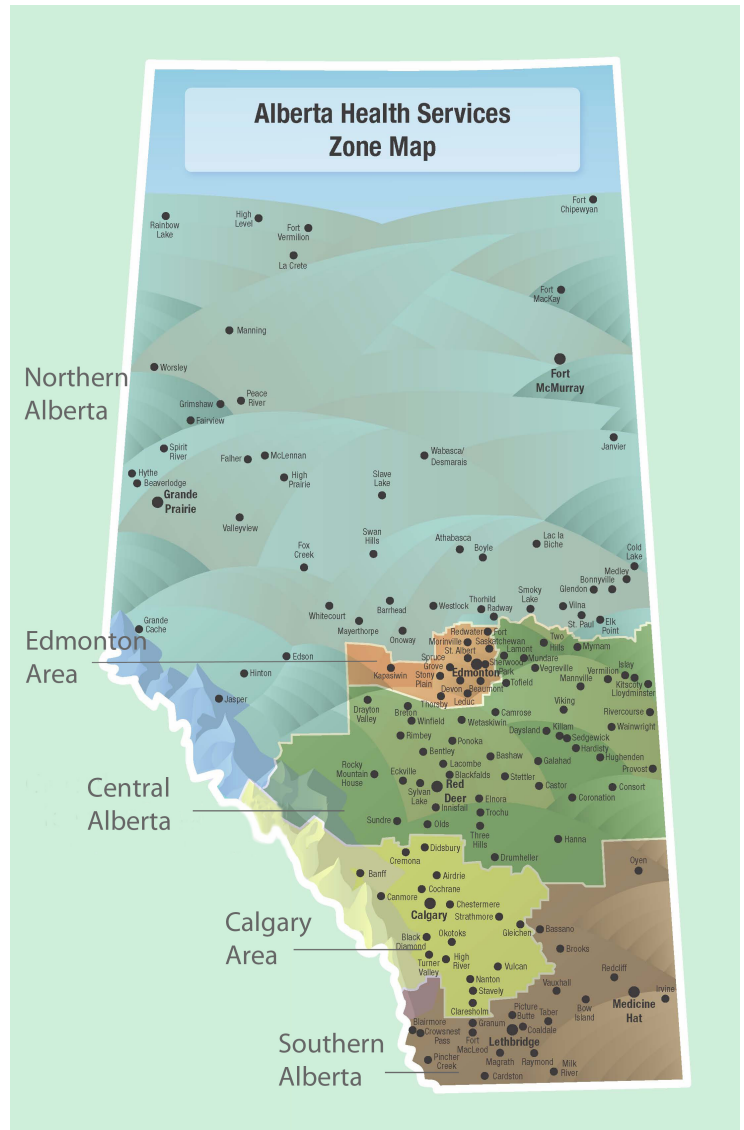 Alberta Health Services
Zone Map
Fort
Chipewyan
Rainbow
Lake
High
Level
Fort
Vermilion
La Crete
Fort
MacKay
Manning
Worsley
Fort
McMurray
Northern
Alberta
Peace
River
Grimshaw
Fairview
Janvier
Spirit
River
Falher
McLennan
Wabasca/
Desmarais
Hythe
Beaverlodge
High
Prairie
Slave
Lake
Grande
Prairie
Valleyview
Swan
Hills
Athabasca
Boyle
Lac la
Biche
Fox
Creek
Cold
Lake
Medley
Bonnyville
Glendon
Whitecourt
Barrhead
Westlock
Thorhild
Radway
Smoky
Lake
Vilna
St. Paul
Elk
Point
Grande
Cache
Mayerthorpe
Onoway
Edmonton
Area
Redwater
Fort
Saskatchewan
Morinville
St. Albert
Lamont
Two
Hills
Myrnam
Edson
Spruce
Grove
Edmonton
Sherwood
Park
Mundare
Vegreville
Hinton
Kapasiwin
Stony
Plain
Devon
Beaumont
Tofield
Mannville
Vermilion
Islay
Kitscoty
Lloydminster
Jasper
Thorsby
Leduc
Drayton
Valley
Breton
Winfield
Wetaskiwin
Camrose
Viking
Rivercourse
Rimbey
Ponoka
Daysland
Killam
Sedgewick
Hardisty
Wainwright
Bentley
Bashaw
Galahad
Hughenden
Provost
Rocky
Mountain
House
Eckville
Lacombe
Blackfalds
Stettler
Castor
Consort
Central
Alberta
Sylvan
Lake
Red
Deer
Elnora
Coronation
Innisfail
Trochu
Sundre
Olds
Three
Hills
Hanna
Didsbury
Cremona
Drumheller
Oyen
Banff
Airdrie
Canmore
Cochrane
Calgary
Chestermere
Strathmore
Calgary
Area
Gleichen
Bassano
Black
Diamond
Okotoks
Brooks
Turner
Valley
High
River
Vulcan
Nanton
Stavely
Claresholm
Vauxhall
Redcliff
Irvine
Medicine
Hat
Bow
Island
Picture
Butte
Taber
Southern
Alberta
Blairmore
Crowsnest
Pass
Granum
Fort
MacLeod
Coaldale
Lethbridge
Pincher
Creek
Magrath
Raymond
Milk
River
Cardston